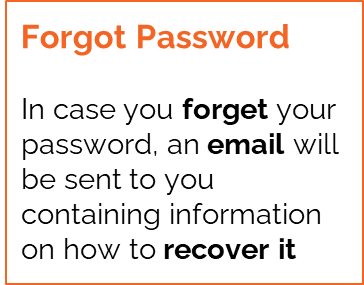 Forgot Password
In case you forget your
password, an email will
be sent to you
containing information
on how to recover it